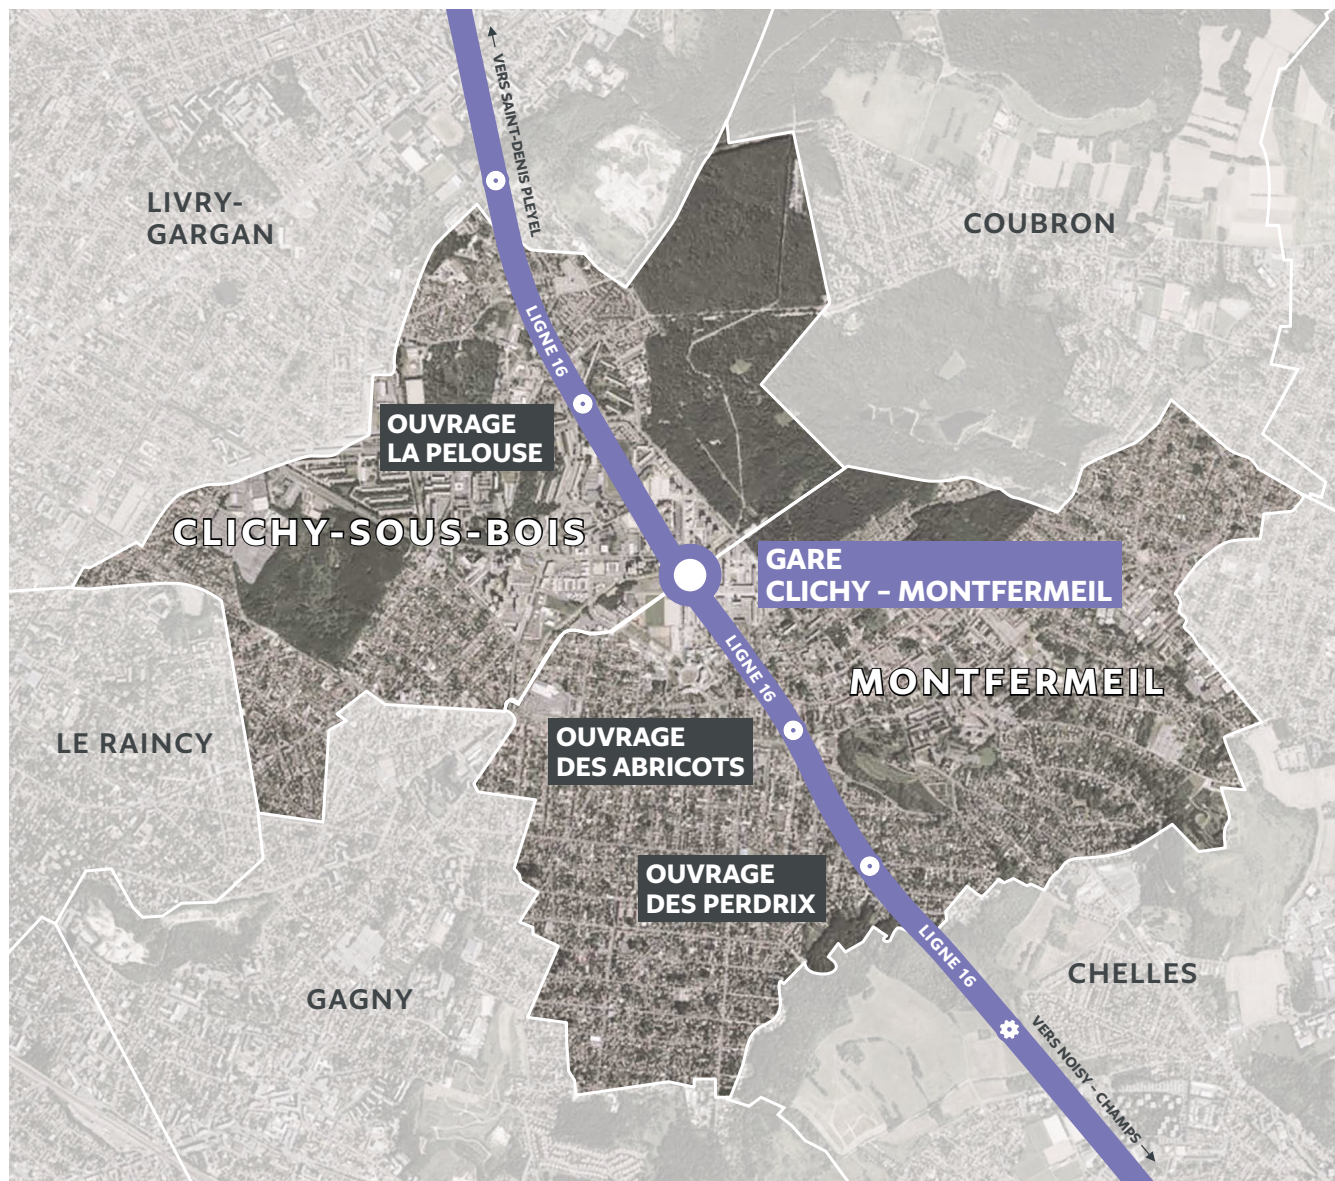 VERS SAINT-DENIS PLEYEL
LIVRY-
GARGAN
COUBRON
LIGNE 16
OUVRAGE
LA PELOUSE
CLICHY-SOUS-BOIS
GARE
CLICHY – MONTFERMEIL
LIGNE 16
MONTFERMEIL
LE RAINCY
OUVRAGE
DES ABRICOTS
OUVRAGE
DES PERDRIX
LIGNE 16
CHELLES
GAGNY
VERS NOISY – CHAMPS